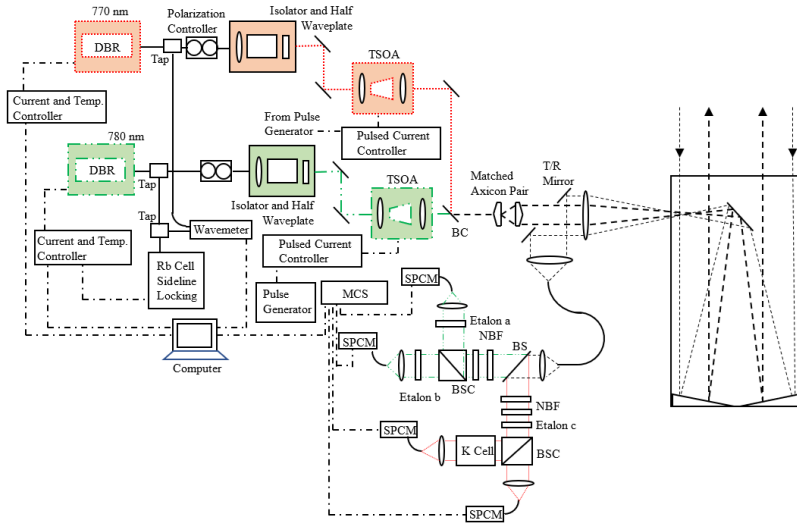 770 nm
DBR
Tap
Polarization
Controller
Isolator and Half
Waveplate
TSOA
Current and Temp.
Controller
From Pulse
Generator
Pulsed Current
Controller
780 nm
DBR
Tap
Isolator and Half
Waveplate
TSOA
BC
Matched
Axicon Pair
T/R
Mirror
Tap
Wavemeter
Current and Temp.
Controller
Rb Cell
Sideline
Locking
Pulsed Current
Controller
Pulse
Generator
MCS
SPCM
Computer
SPCM
Etalon a
NBF
Etalon b
BSC
BS
NBF
Etalon c
SPCM
K Cell
BSC
SPCM